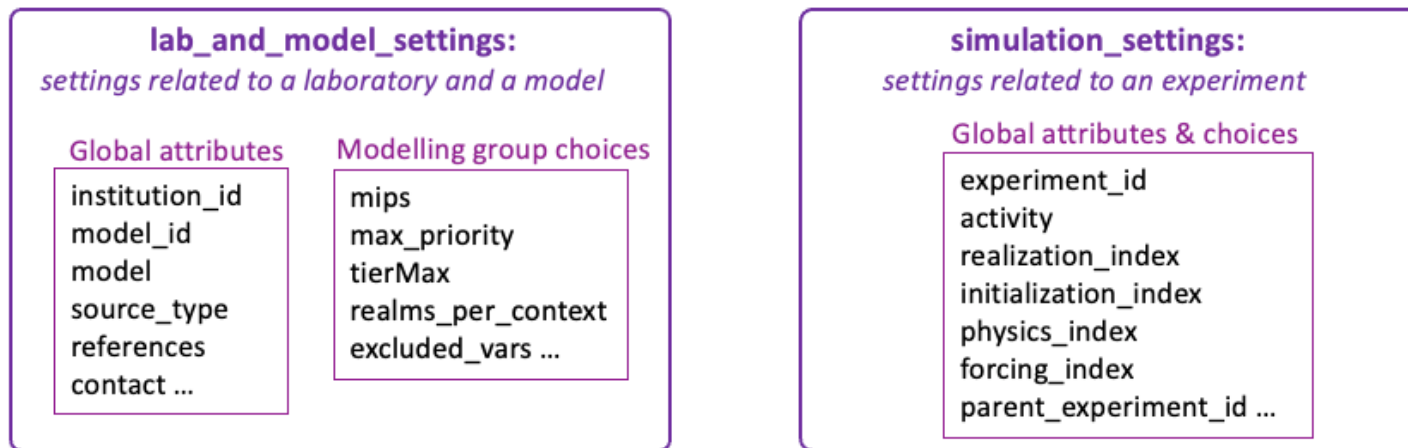 lab_and_model_settings:
settings related to a laboratory and a model
Global attributes
institution_id
model_id
model
source_type
references
contact ...
Modelling group choices
mips
max_priority
tierMax
realms_per_context
excluded_vars ...
simulation_settings:
settings related to an experiment
Global attributes & choices
experiment_id
activity
realization_index
initialization_index
physics_index
forcing_index
parent_experiment_id ...